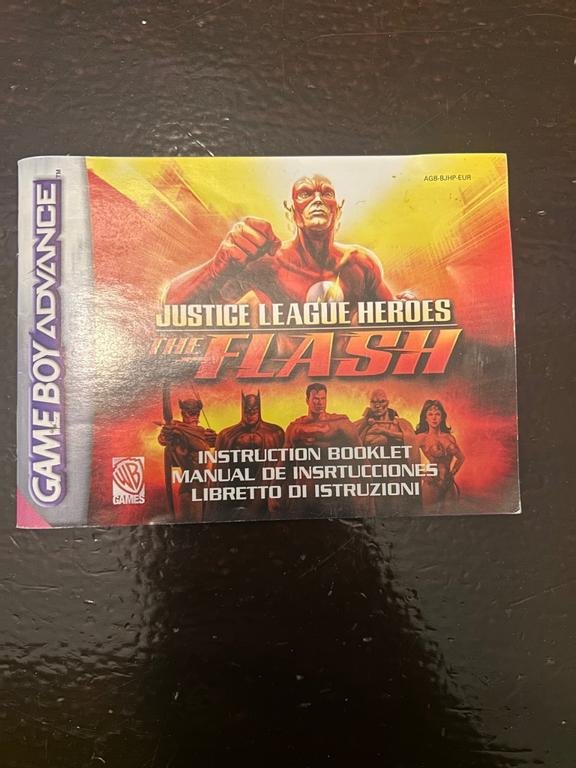 GAME BOY ADVANCE™
AGB-BJHP-EUR
JUSTICE LEAGUE HEROES
THE FLASH
INSTRUCTION BOOKLET
MANUAL DE INSRTUCCIONES
LIBRETTO DI ISTRUZIONI
WB
GAMES